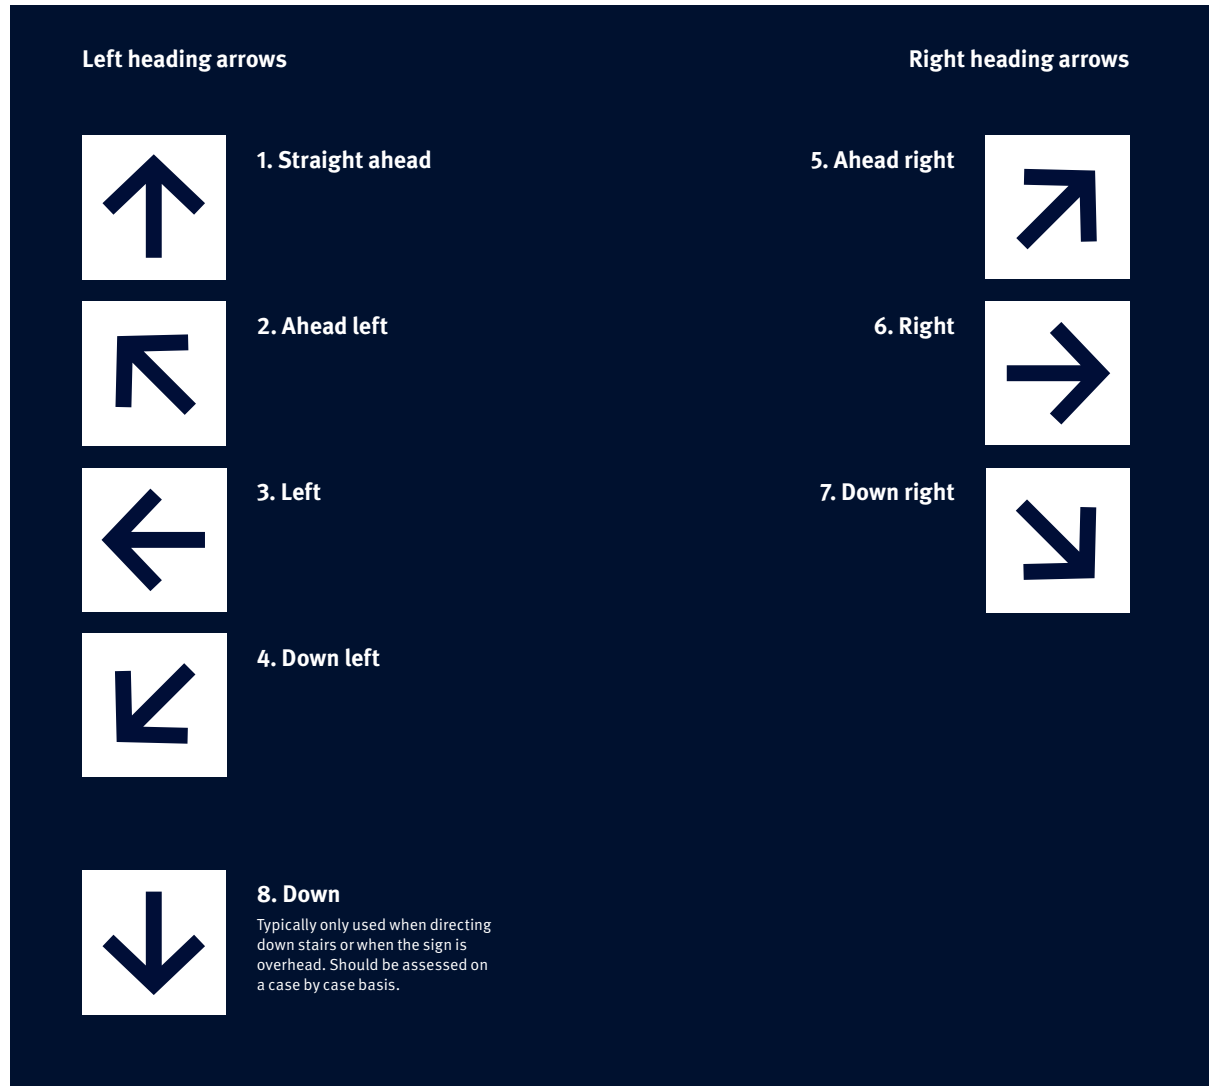 Left heading arrows
Right heading arrows
1. Straight ahead
2. Ahead left
3. Left
4. Down left
5. Ahead right
6. Right
7. Down right
8. Down
Typically only used when directing
down stairs or when the sign is
overhead. Should be assessed on
a case by case basis.